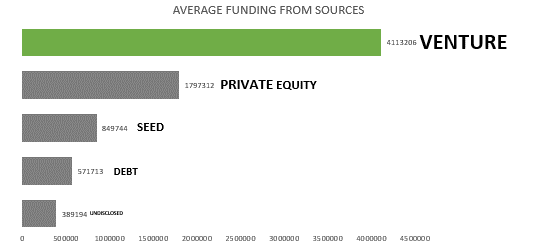 AVERAGE FUNDING FROM SOURCES
4113206 VENTURE
1797312 PRIVATE EQUITY
849744 SEED
571713 DEBT
389194 UNDISCLOSED
0 500000 1000000 1500000 2000000 2500000 3000000 3500000 4000000 4500000